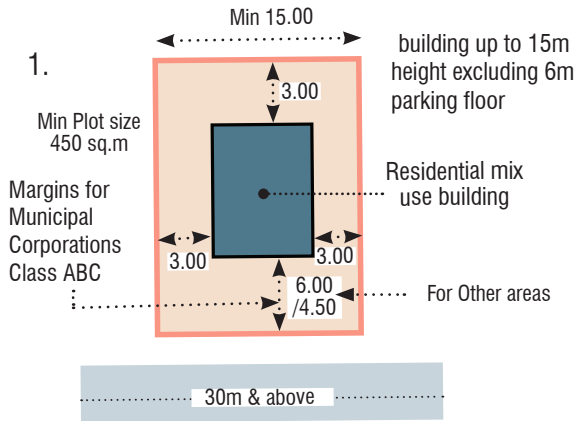 Min 15.00
1.
building up to 15m
height excluding 6m
parking floor
3.00
Min Plot size
450 sq.m
Residential mix
use building
Margins for
Municipal
Corporations
Class ABC
3.00
3.00
6.00
/4.50
For Other areas
30m & above